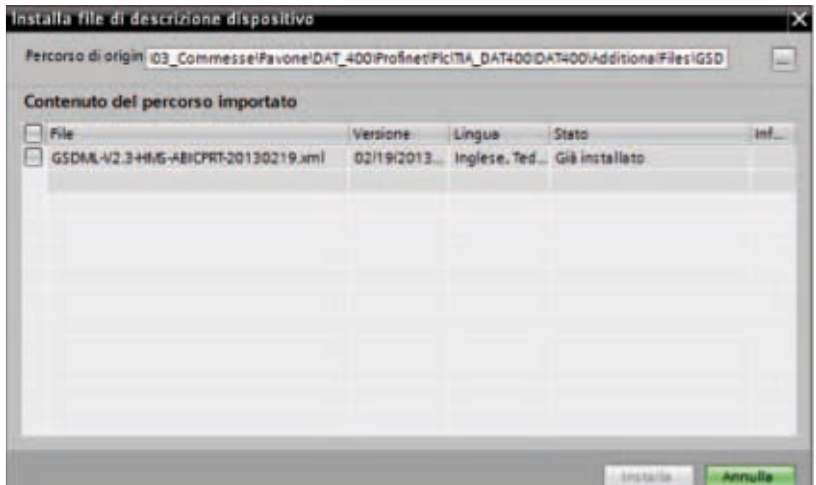 Installa file di descrizione dispositivo
Percorso di origin 03_Commesse\Pavone\DAT_400\Profinet\Plc\TIA_DAT400\DAT400\AdditionalFiles\GSD ...
Contenuto del percorso importato
File Versione Lingua Stato Inf...
GSDML-V2.3-HMS-ABICPRT-20130219.xml 02/19/2013... Inglese, Ted... Già installato
Installa Annulla